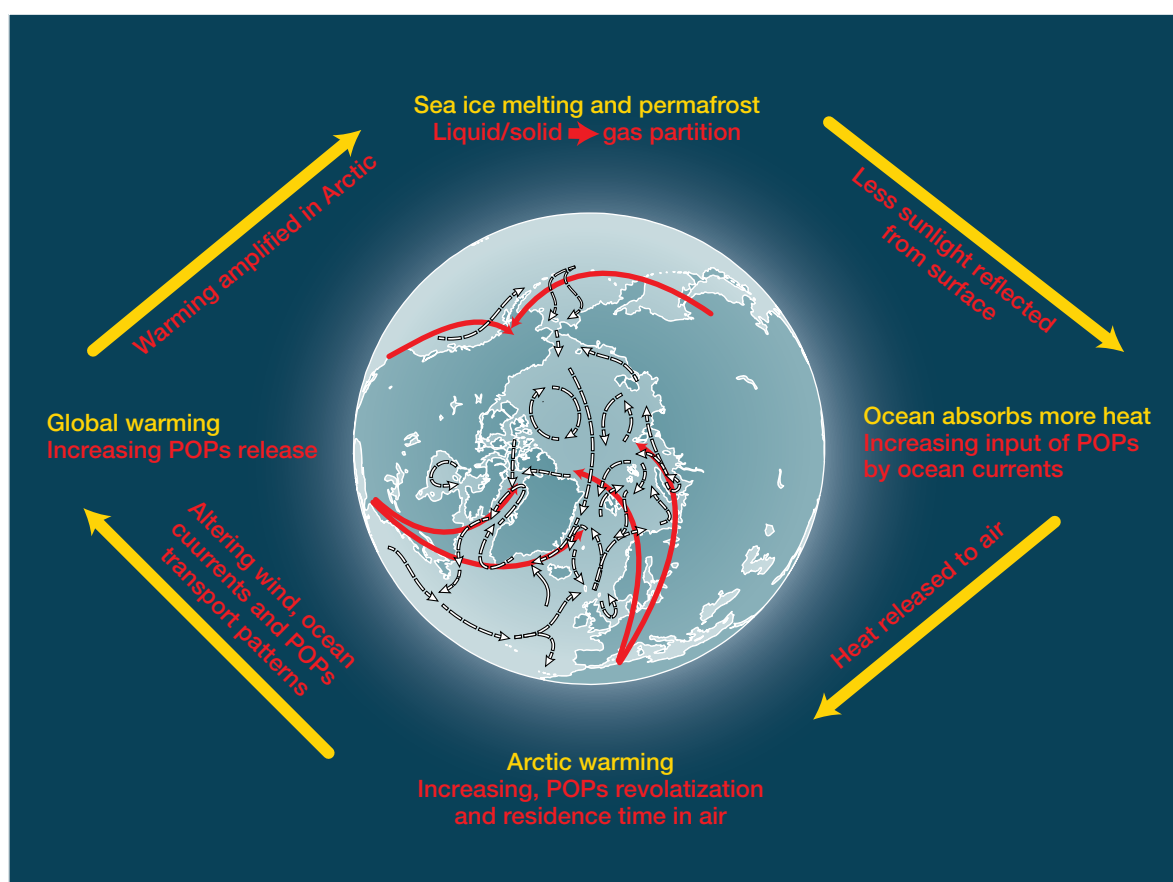 Sea ice melting and permafrost
Liquid/solid gas partition
Warming amplified in Arctic
Less sunlight reflected
from surface
Global warming
Increasing POPs release
Ocean absorbs more heat
Increasing input of POPs
by ocean currents
Altering wind, ocean
cuurrents and POPs
transport patterns
Heat released to air
Arctic warming
Increasing, POPs revolatization
and residence time in air